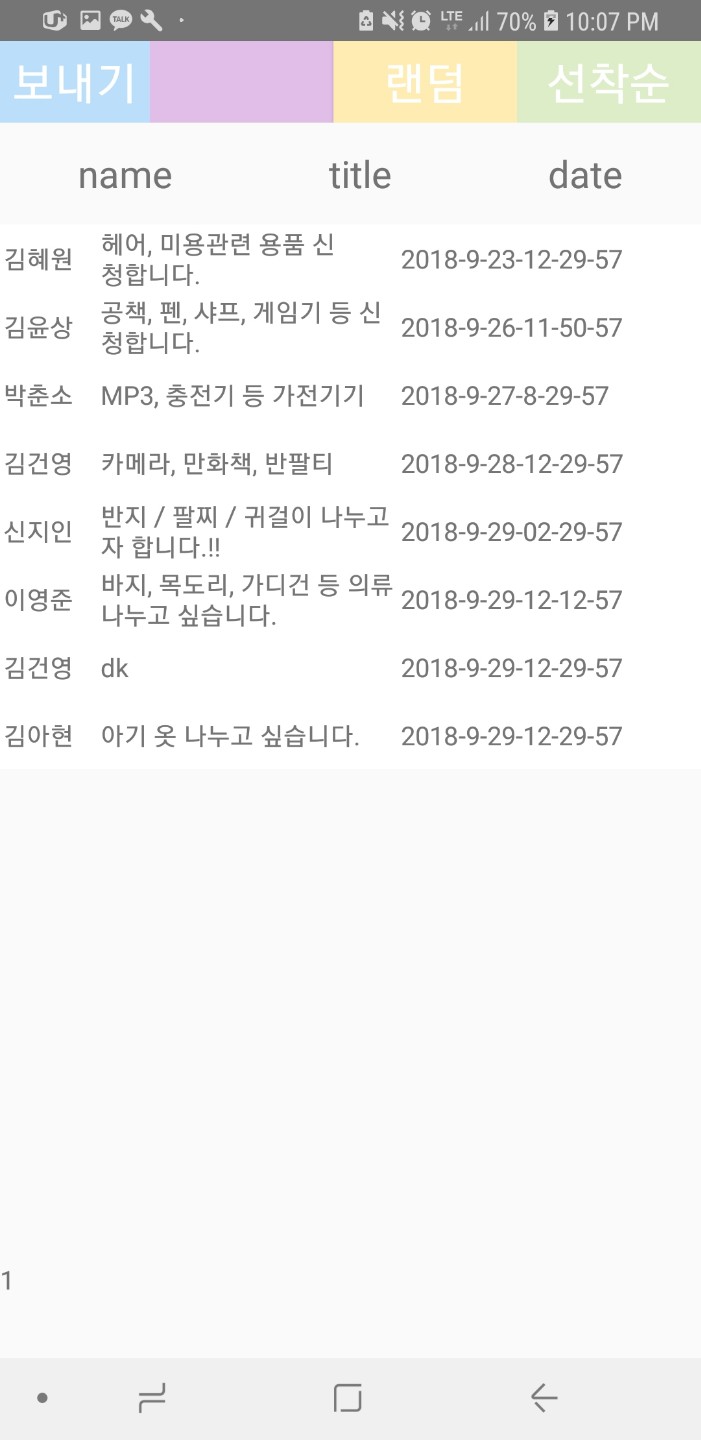 TALK LTE 70% 10:07 PM
보내기 랜덤 선착순
name title date
김혜원 헤어, 미용관련 용품 신 2018-9-23-12-29-57
청합니다.
김윤상 공책, 펜, 샤프, 게임기 등 신 2018-9-26-11-50-57
청합니다.
박춘소 MP3, 충전기 등 가전기기 2018-9-27-8-29-57
김건영 카메라, 만화책, 반팔티 2018-9-28-12-29-57
신지인 반지 / 팔찌 / 귀걸이 나누고 2018-9-29-02-29-57
자 합니다.!!
이영준 바지, 목도리, 가디건 등 의류 2018-9-29-12-12-57
나누고 싶습니다.
김건영 dk 2018-9-29-12-29-57
김아현 아기 옷 나누고 싶습니다. 2018-9-29-12-29-57
1